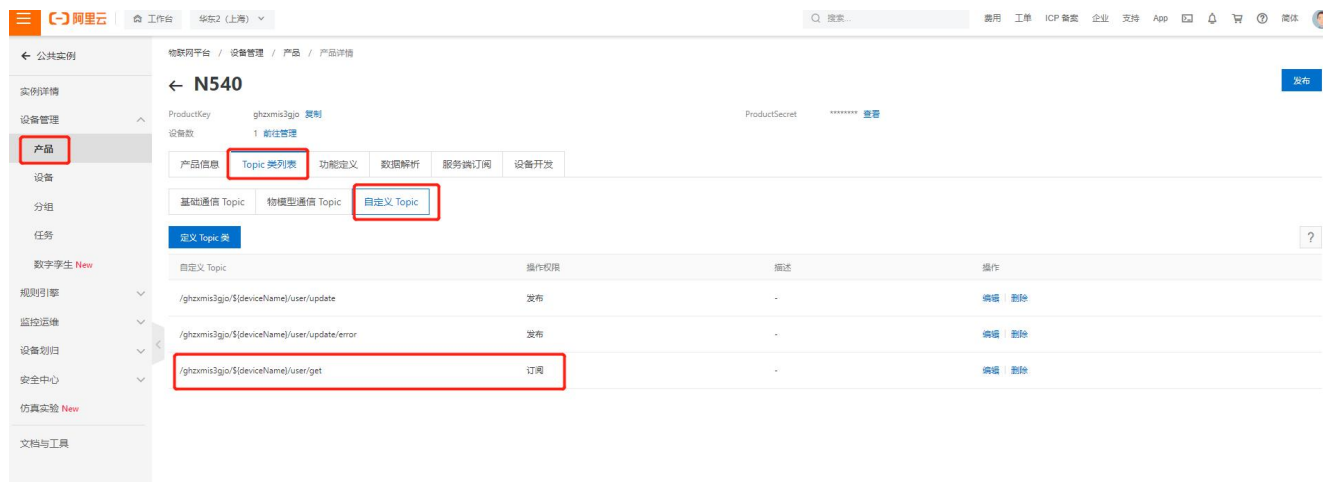 阿里云 工作台 华东2（上海） 搜索... 费用 工单 ICP 备案 企业 支持 App 简体
公共实例
物联网平台 / 设备管理 / 产品 / 产品详情
实例详情
N540
发布
设备管理
ProductKey ghzxmis3gjo 复制 ProductSecret ******** 查看
设备数 1 前往管理
产品
产品信息 Topic 类列表 功能定义 数据解析 服务端订阅 设备开发
设备
分组
基础通信 Topic 物模型通信 Topic 自定义 Topic
任务
定义 Topic 类 ?
数字孪生 New
自定义 Topic 操作权限 描述 操作
规则引擎
/ghzxmis3gjo/${deviceName}/user/update 发布 - 编辑 删除
监控运维
/ghzxmis3gjo/${deviceName}/user/update/error 发布 - 编辑 删除
设备划归
/ghzxmis3gjo/${deviceName}/user/get 订阅 - 编辑 删除
安全中心
仿真实验 New
文档与工具